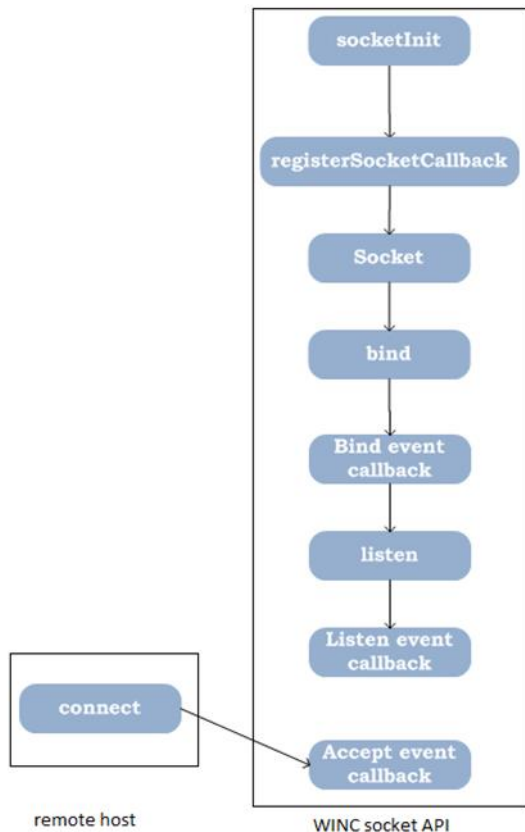 socketInit
registerSocketCallback
Socket
bind
Bind event
callback
listen
Listen event
callback
connect
Accept event
callback
remote host
WINC socket API